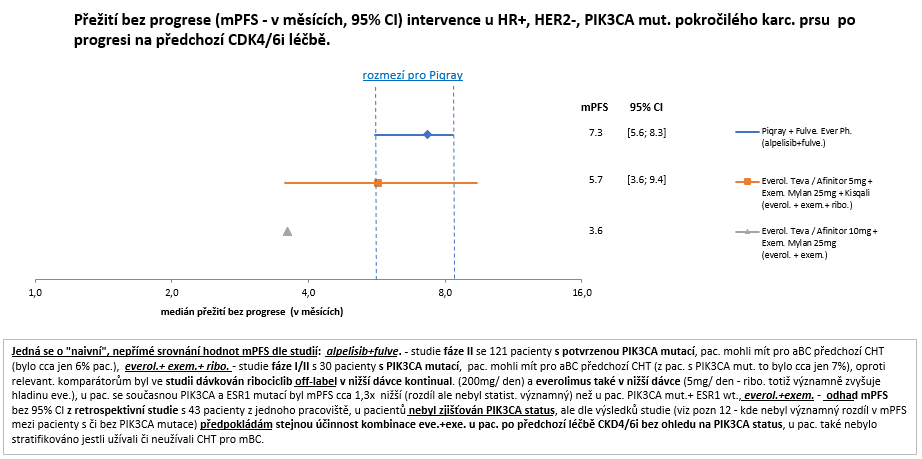 Přežití bez progrese (mPFS - v měsících, 95% CI) intervence u HR+, HER2-, PIK3CA mut. pokročilého karc. prsu po
progresi na předchozí CDK4/6i léčbě.
rozmezí pro Piqray
mPFS 95% CI
7.3 [5.6; 8.3]
Piqray + Fulve. Ever Ph.
(alpelisib+fulve.)
5.7 [3.6; 9.4]
Everol. Teva / Afinitor 5mg +
Exem. Mylan 25mg + Kisqali
(everol. + exem.+ ribo.)
3.6
Everol. Teva / Afinitor 10mg +
Exem. Mylan 25mg
(everol. + exem.)
1,0 2,0 4,0 8,0 16,0
medián přežití bez progrese (v měsících)
Jedná se o "naivní", nepřímé srovnání hodnot mPFS dle studií: alpelisib+fulve. - studie fáze II se 121 pacienty s potvrzenou PIK3CA mutací, pac. mohli mít pro aBC předchozí CHT
(bylo cca jen 6% pac.), everol.+ exem.+ ribo. - studie fáze I/II s 30 pacienty s PIK3CA mutací, pac. mohli mít pro aBC předchozí CHT (z pac. s PIK3CA mut. to bylo cca jen 7%), oproti
relevant. komparátorům byl ve studii dávkován ribociclib off-label v nižší dávce kontinual. (200mg/ den) a everolimus také v nižší dávce (5mg/ den - ribo. totiž významně zvyšuje
hladinu eve.), u pac. se současnou PIK3CA a ESR1 mutací byl mPFS cca 1,3x nižší (rozdíl ale nebyl statist. významný) než u pac. PIK3CA mut.+ ESR1 wt., everol.+exem. - odhad mPFS
bez 95% CI z retrospektivní studie s 43 pacienty z jednoho pracoviště, u pacientů nebyl zjišťován PIK3CA status, ale dle výsledků studie (viz pozn 12 - kde nebyl významný rozdíl v mPFS
mezi pacienty s či bez PIK3CA mutace) předpokládám stejnou účinnost kombinace eve.+exe. u pac. po předchozí léčbě CKD4/6i bez ohledu na PIK3CA status, u pac. také nebylo
stratifikováno jestli užívali či neužívali CHT pro mBC.